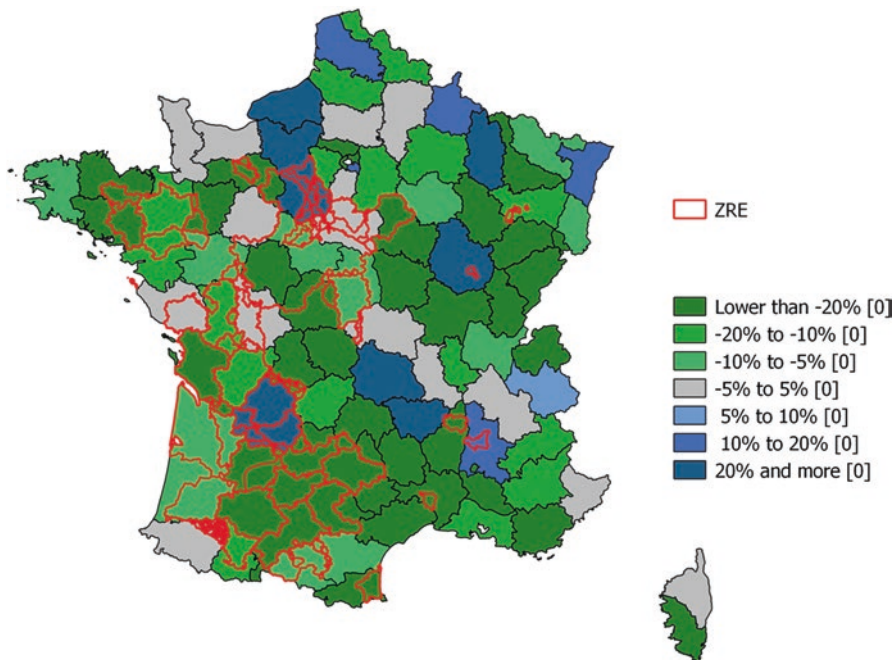 ZRE
Lower than -20% [0]
-20% to -10% [0]
-10% to -5% [0]
-5% to 5% [0]
5% to 10% [0]
10% to 20% [0]
20% and more [0]